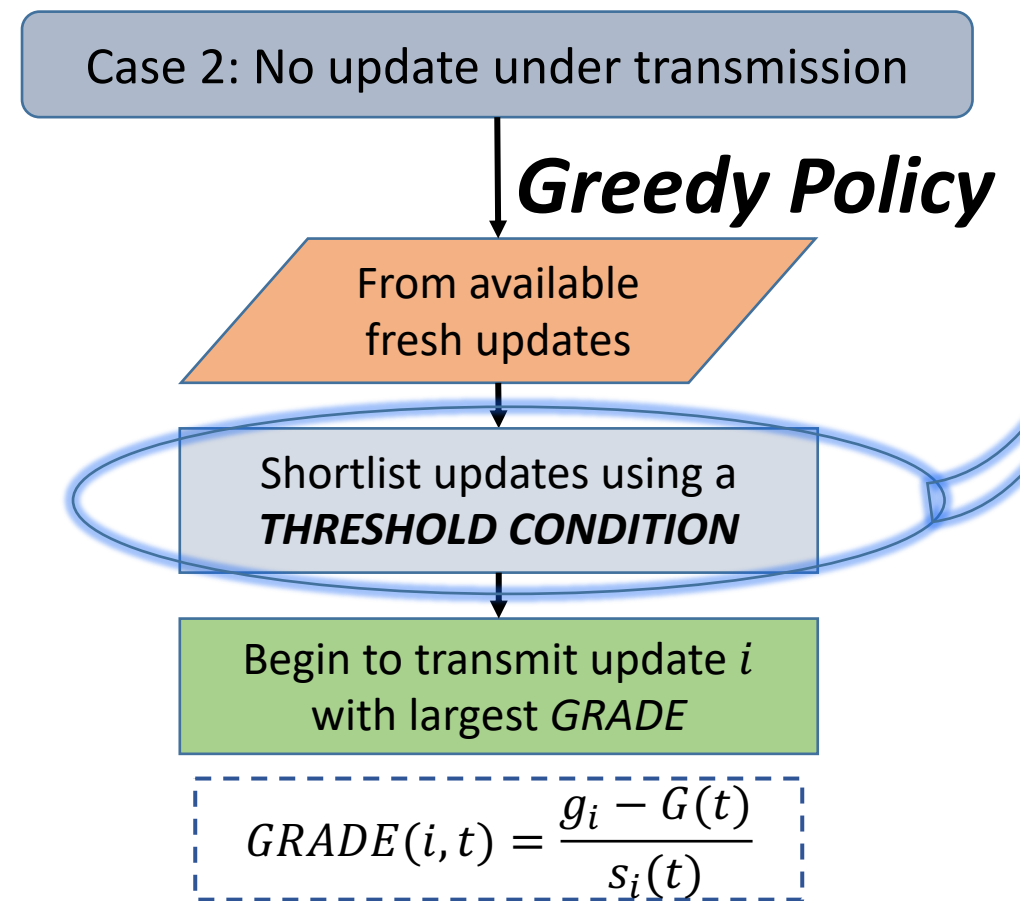 Case 2: No update under transmission
Greedy Policy
From available
fresh updates
Shortlist updates using a
THRESHOLD CONDITION
Begin to transmit update i
with largest GRADE
GRADE(i, t) = \frac{g_i − G(t)}{s_i(t)}